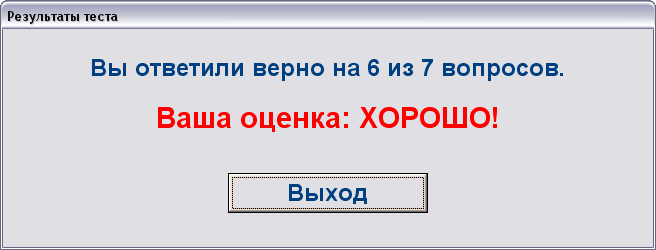 Результаты теста
Вы ответили верно на 6 из 7 вопросов.
Ваша оценка: ХОРОШО!
Выход